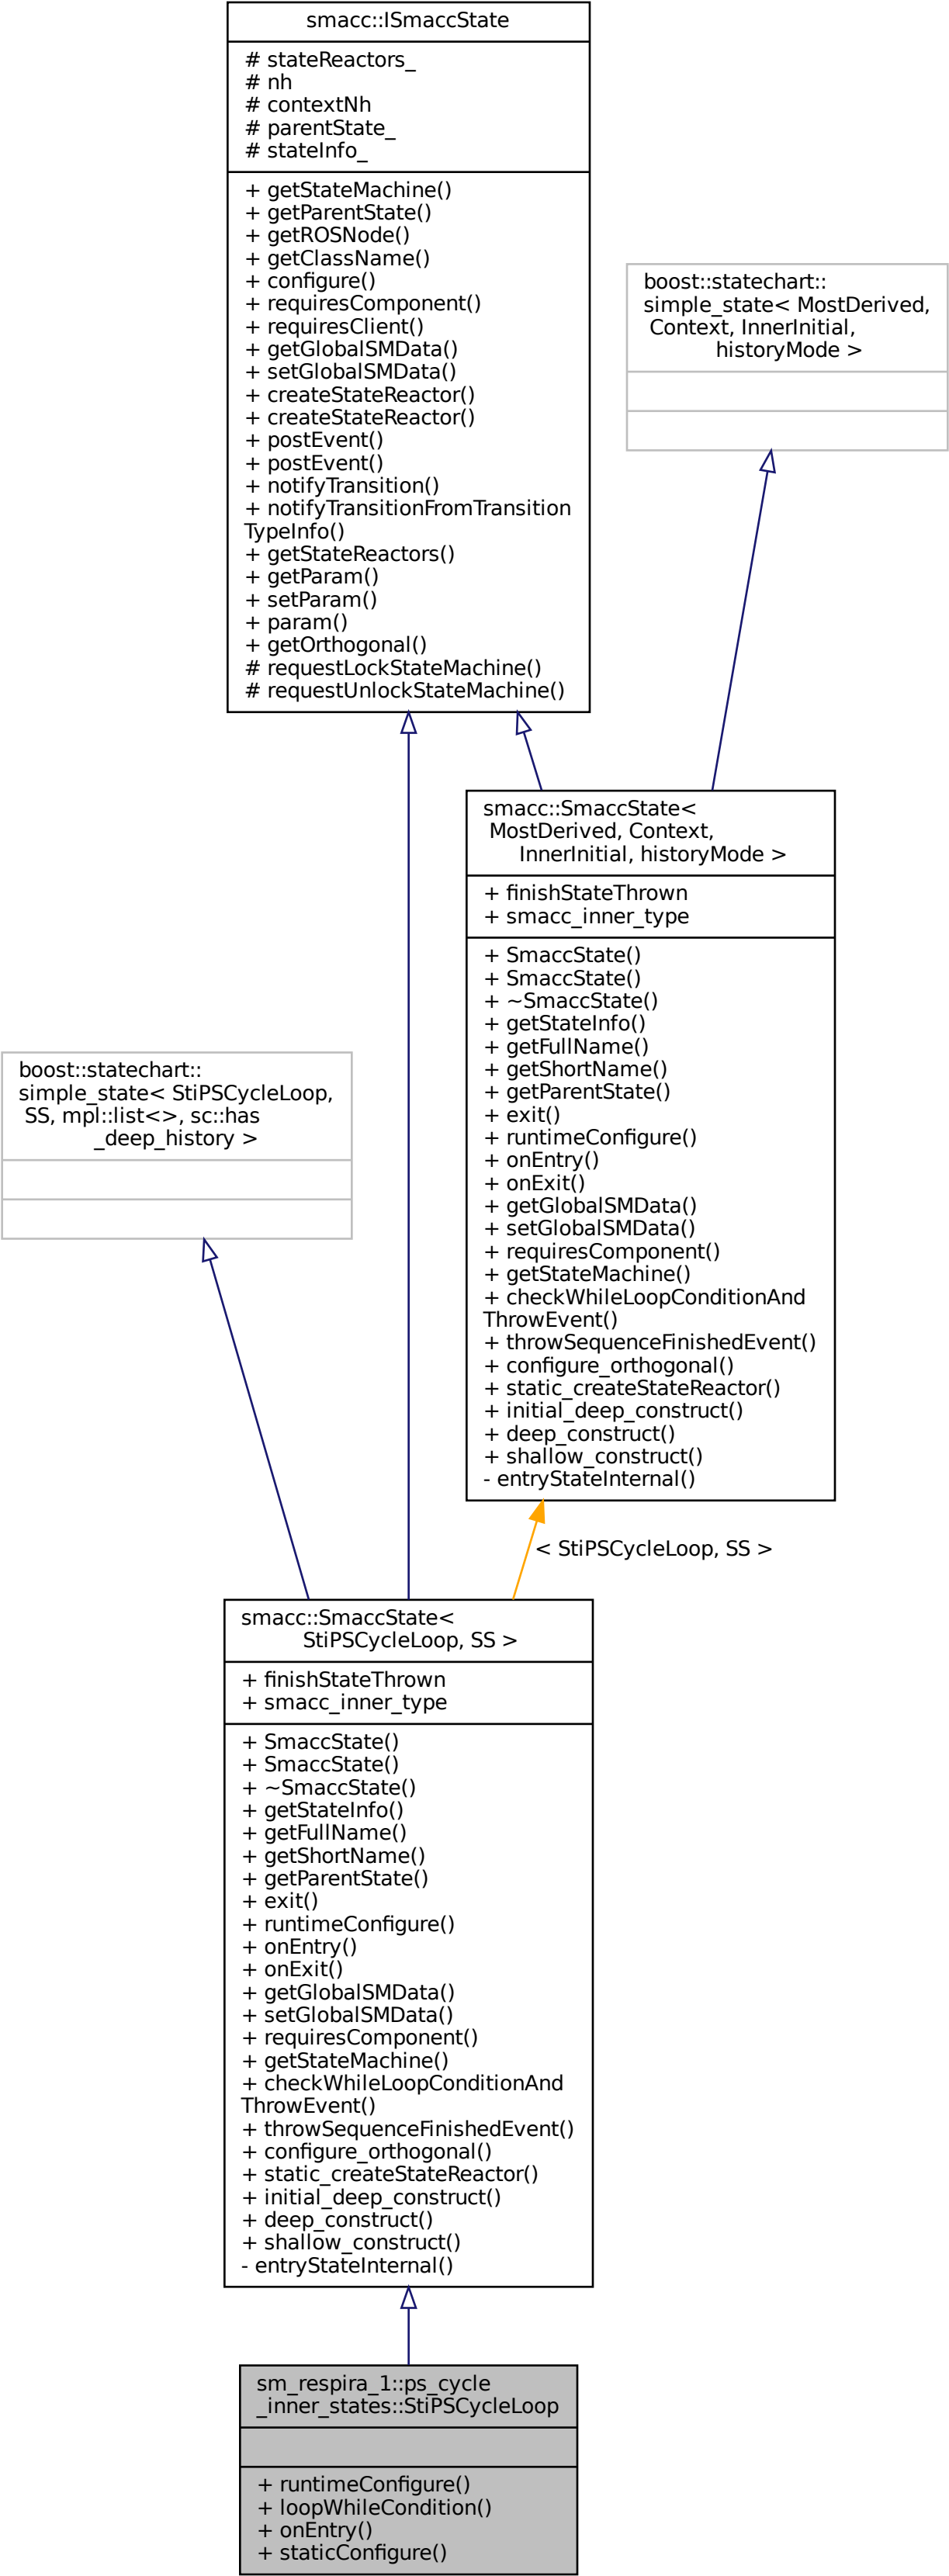 smacc::ISmaccState
# stateReactors_
# nh
# contextNh
# parentState_
# stateInfo_
+ getStateMachine()
+ getParentState()
+ getROSNode()
+ getClassName()
+ configure()
+ requiresComponent()
+ requiresClient()
+ getGlobalSMData()
+ setGlobalSMData()
+ createStateReactor()
+ createStateReactor()
+ postEvent()
+ postEvent()
+ notifyTransition()
+ notifyTransitionFromTransition
TypeInfo()
+ getStateReactors()
+ getParam()
+ setParam()
+ param()
+ getOrthogonal()
# requestLockStateMachine()
# requestUnlockStateMachine()
boost::statechart::
simple_state< MostDerived,
Context, InnerInitial,
historyMode >
smacc::SmaccState<
MostDerived, Context,
InnerInitial, historyMode >
+ finishStateThrown
+ smacc_inner_type
+ SmaccState()
+ SmaccState()
+ ~SmaccState()
+ getStateInfo()
+ getFullName()
+ getShortName()
+ getParentState()
+ exit()
+ runtimeConfigure()
+ onEntry()
+ onExit()
+ getGlobalSMData()
+ setGlobalSMData()
+ requiresComponent()
+ getStateMachine()
+ checkWhileLoopConditionAnd
ThrowEvent()
+ throwSequenceFinishedEvent()
+ configure_orthogonal()
+ static_createStateReactor()
+ initial_deep_construct()
+ deep_construct()
+ shallow_construct()
- entryStateInternal()
boost::statechart::
simple_state< StiPSCycleLoop,
SS, mpl::list<>, sc::has
_deep_history >
< StiPSCycleLoop, SS >
smacc::SmaccState<
StiPSCycleLoop, SS >
+ finishStateThrown
+ smacc_inner_type
+ SmaccState()
+ SmaccState()
+ ~SmaccState()
+ getStateInfo()
+ getFullName()
+ getShortName()
+ getParentState()
+ exit()
+ runtimeConfigure()
+ onEntry()
+ onExit()
+ getGlobalSMData()
+ setGlobalSMData()
+ requiresComponent()
+ getStateMachine()
+ checkWhileLoopConditionAnd
ThrowEvent()
+ throwSequenceFinishedEvent()
+ configure_orthogonal()
+ static_createStateReactor()
+ initial_deep_construct()
+ deep_construct()
+ shallow_construct()
- entryStateInternal()
sm_respira_1::ps_cycle
_inner_states::StiPSCycleLoop
+ runtimeConfigure()
+ loopWhileCondition()
+ onEntry()
+ staticConfigure()